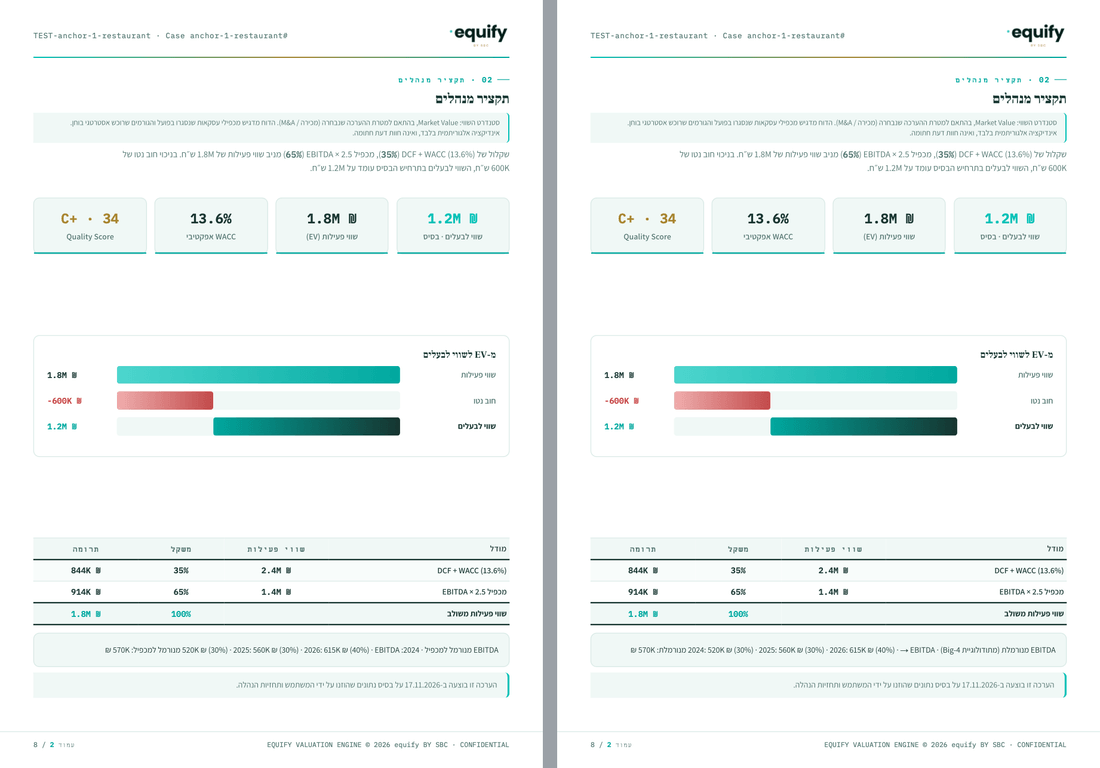 TEST-anchor-1-restaurant · Case anchor-1-restaurant#
equify
BY SBC
02 · תקציר מנהלים
תקציר מנהלים
סטנדרט השווי: Market Value, בהתאם למטרת ההערכה שנבחרה (מכירה / M&A). הדוח מדגיש מכפילי עסקאות שנסגרו בפועל והגורמים שרוכש אסטרטגי בוחן.
אינדיקציה אלגוריתמית בלבד, ואינה חוות דעת חתומה.
שקלול של DCF + WACC (13.6%) (35%), מכפיל EBITDA × 2.5 (65%) מניב שווי פעילות של 1.8M ש״ח. בניכוי חוב נטו של
600K ש״ח, השווי לבעלים בתרחיש הבסיס עומד על 1.2M ש״ח.
1.2M ₪
שווי לבעלים · בסיס
1.8M ₪
שווי פעילות (EV)
13.6%
WACC אפקטיבי
C+ · 34
Quality Score
מ-EV לשווי לבעלים
שווי פעילות 1.8M ₪
חוב נטו -600K ₪
שווי לבעלים 1.2M ₪
מודל שווי פעילות משקל תרומה
DCF + WACC (13.6%) 2.4M ₪ 35% 844K ₪
מכפיל EBITDA × 2.5 1.4M ₪ 65% 914K ₪
שווי פעילות משולב 100% 1.8M ₪
EBITDA מנורמל למכפיל · 2024: 520K ₪ (30%) · 2025: 560K ₪ (30%) · 2026: 615K ₪ (40%) · EBITDA מנורמל למכפיל: 570K ₪
הערכה זו בוצעה ב-17.11.2026 על בסיס נתונים שהוזנו על ידי המשתמש ותחזיות הנהלה.
עמוד 2 / 8
EQUIFY VALUATION ENGINE © 2026 equify BY SBC · CONFIDENTIAL
TEST-anchor-1-restaurant · Case anchor-1-restaurant#
equify
BY SBC
02 · תקציר מנהלים
תקציר מנהלים
סטנדרט השווי: Market Value, בהתאם למטרת ההערכה שנבחרה (מכירה / M&A). הדוח מדגיש מכפילי עסקאות שנסגרו בפועל והגורמים שרוכש אסטרטגי בוחן.
אינדיקציה אלגוריתמית בלבד, ואינה חוות דעת חתומה.
שקלול של DCF + WACC (13.6%) (35%), מכפיל EBITDA × 2.5 (65%) מניב שווי פעילות של 1.8M ש״ח. בניכוי חוב נטו של
600K ש״ח, השווי לבעלים בתרחיש הבסיס עומד על 1.2M ש״ח.
1.2M ₪
שווי לבעלים · בסיס
1.8M ₪
שווי פעילות (EV)
13.6%
WACC אפקטיבי
C+ · 34
Quality Score
מ-EV לשווי לבעלים
שווי פעילות 1.8M ₪
חוב נטו -600K ₪
שווי לבעלים 1.2M ₪
מודל שווי פעילות משקל תרומה
DCF + WACC (13.6%) 2.4M ₪ 35% 844K ₪
מכפיל EBITDA × 2.5 1.4M ₪ 65% 914K ₪
שווי פעילות משולב 100% 1.8M ₪
EBITDA מנורמלת (מתודולוגיית Big-4) · 2024: 520K ₪ (30%) · 2025: 560K ₪ (30%) · 2026: 615K ₪ (40%) · → EBITDA מנורמלת: 570K ₪
הערכה זו בוצעה ב-17.11.2026 על בסיס נתונים שהוזנו על ידי המשתמש ותחזיות הנהלה.
עמוד 2 / 8
EQUIFY VALUATION ENGINE © 2026 equify BY SBC · CONFIDENTIAL